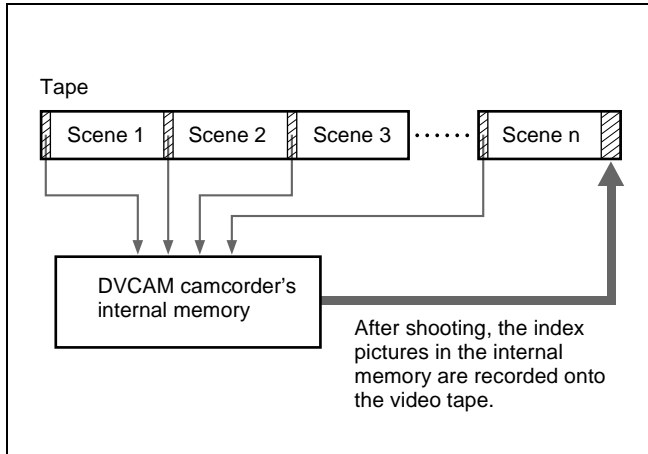 Tape
Scene 1 Scene 2 Scene 3 ······ Scene n
DVCAM camcorder's
internal memory
After shooting, the index
pictures in the internal
memory are recorded onto
the video tape.